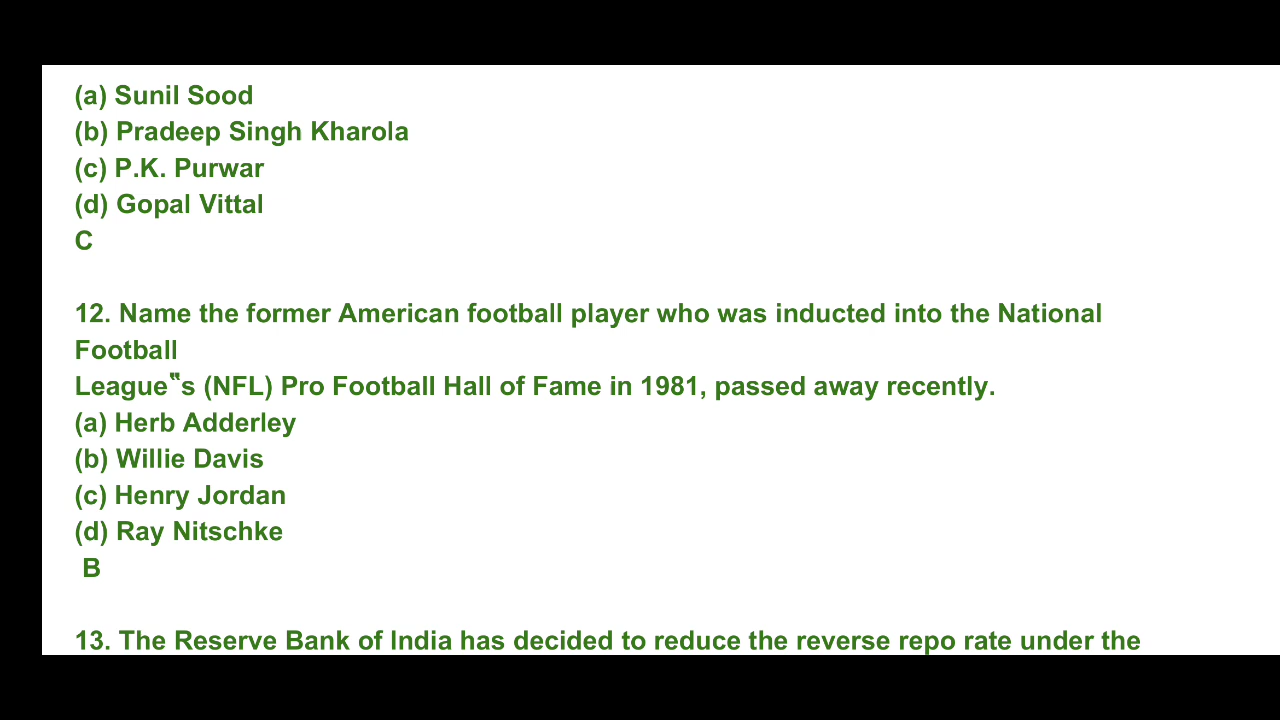 (a) Sunil Sood
(b) Pradeep Singh Kharola
(c) P.K. Purwar
(d) Gopal Vittal
C
12. Name the former American football player who was inducted into the National
Football
League‟s (NFL) Pro Football Hall of Fame in 1981, passed away recently.
(a) Herb Adderley
(b) Willie Davis
(c) Henry Jordan
(d) Ray Nitschke
B
13. The Reserve Bank of India has decided to reduce the reverse repo rate under the